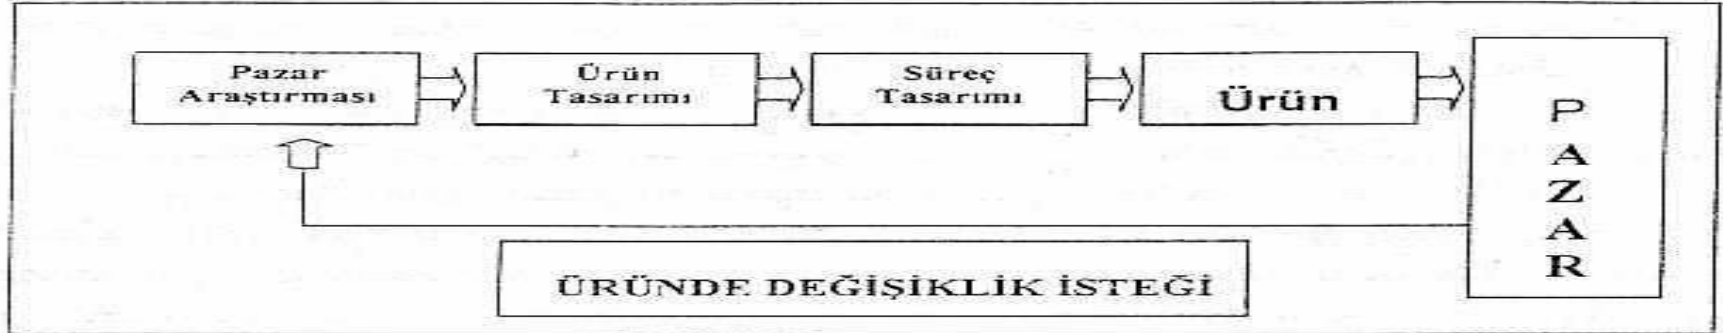 Pazar
Araştırması
Ürün
Tasarımı
Süreç
Tasarımı
Ürün
P
A
Z
A
R
ÜRÜNDE DEĞİŞİKLİK İSTEĞİ